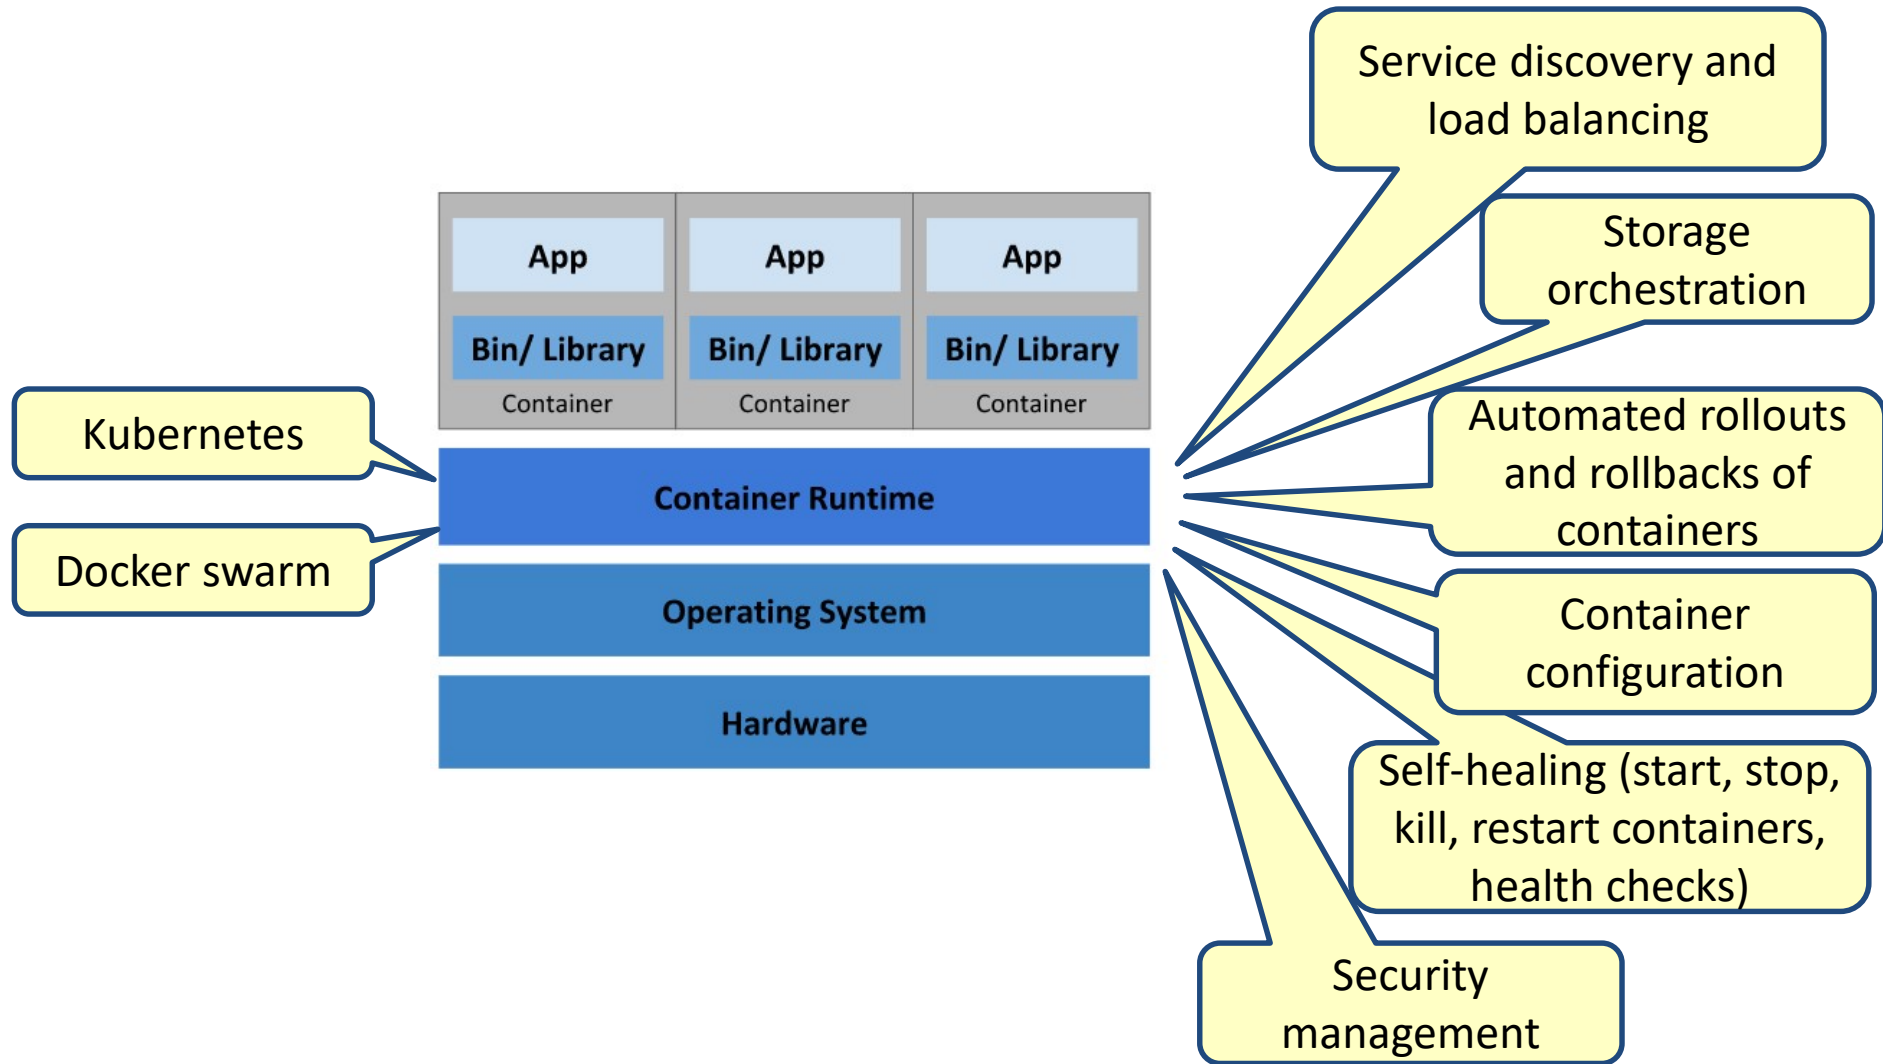 Service discovery and
load balancing
Storage
orchestration
App
App
App
Bin/ Library
Bin/ Library
Bin/ Library
Container
Container
Container
Kubernetes
Automated rollouts
and rollbacks of
containers
Container Runtime
Docker swarm
Operating System
Container
configuration
Hardware
Self-healing (start, stop,
kill, restart containers,
health checks)
Security
management